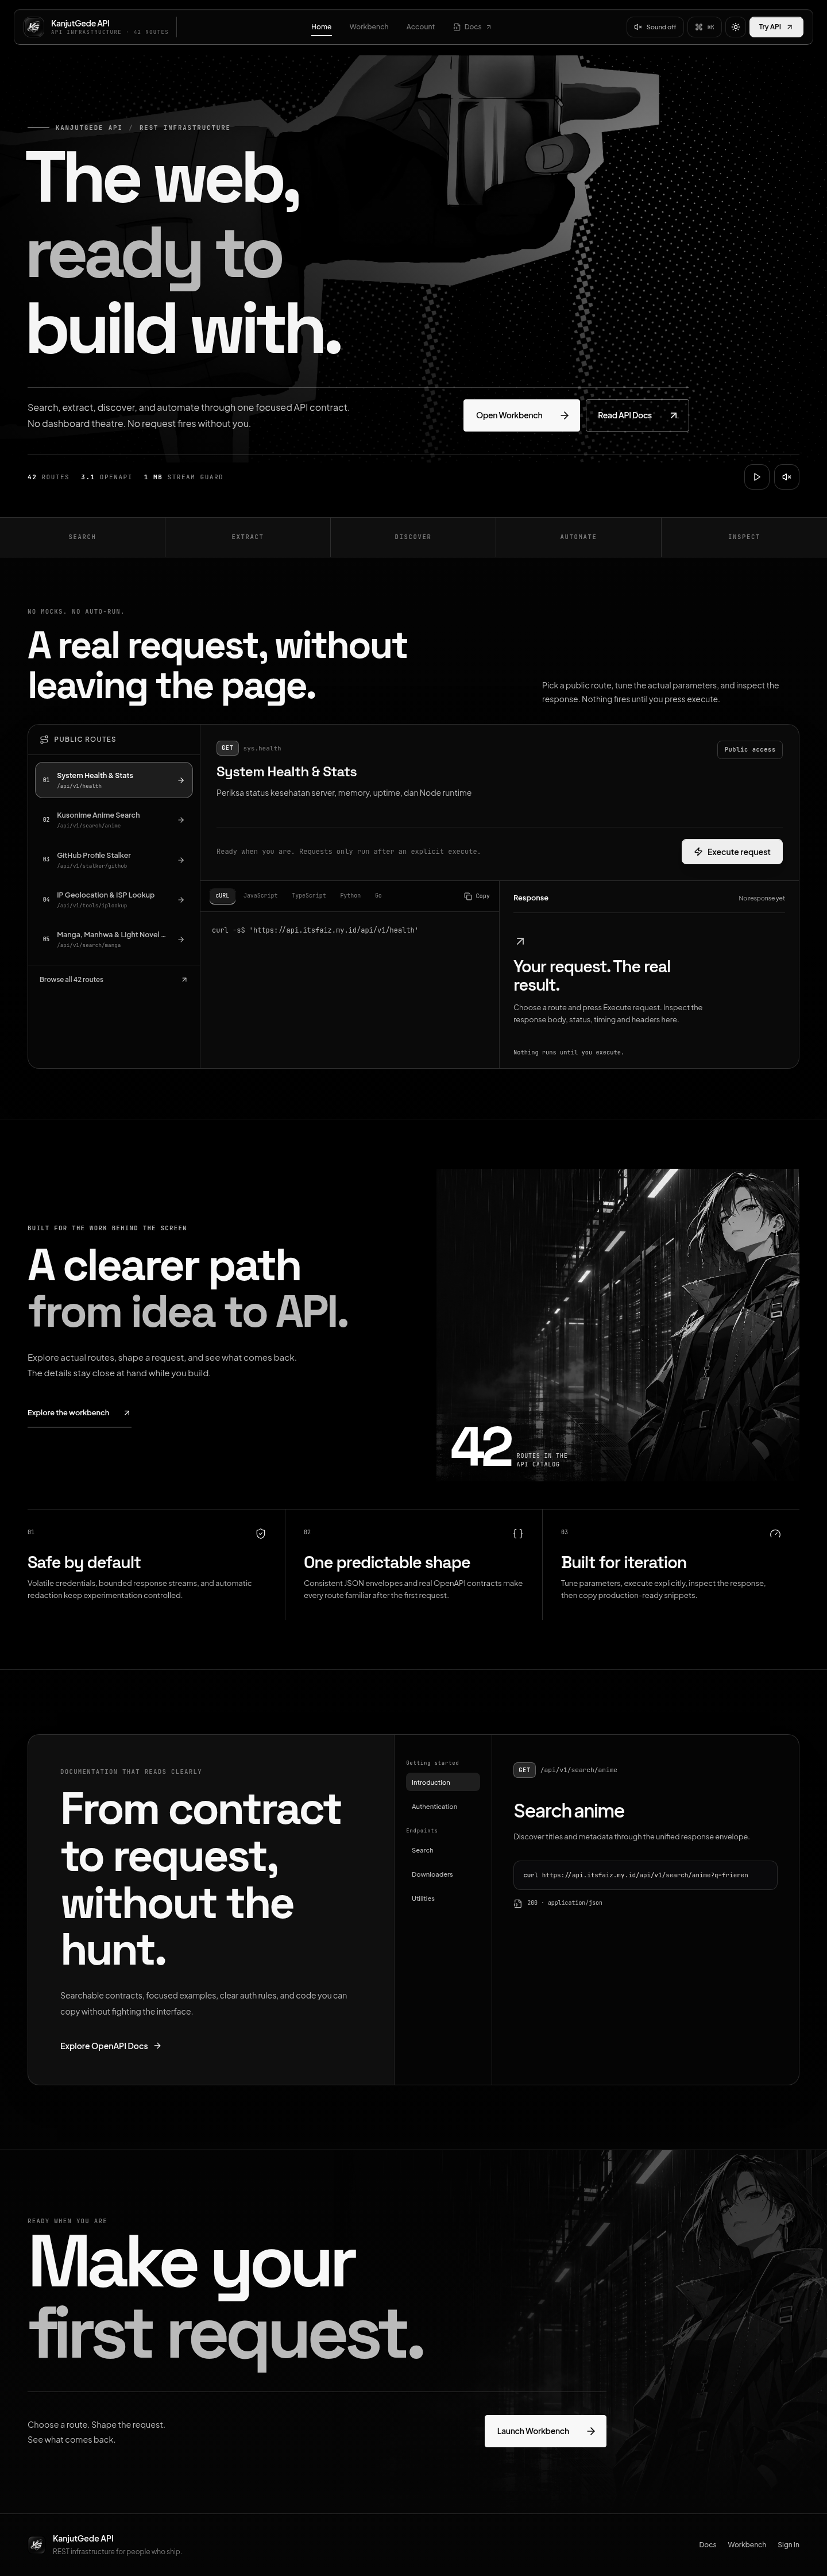 KanjutGede API
API INFRASTRUCTURE · 42 ROUTES
Home
Workbench
Account
Docs
Sound off
⌘K
Try API
KANJUTGEDE API / REST INFRASTRUCTURE
The web,
ready to
build with.
Search, extract, discover, and automate through one focused API contract.
No dashboard theatre. No request fires without you.
Open Workbench
Read API Docs
42 ROUTES 3.1 OPENAPI 1 MB STREAM GUARD
SEARCH
EXTRACT
DISCOVER
AUTOMATE
INSPECT
NO MOCKS. NO AUTO-RUN.
A real request, without
leaving the page.
Pick a public route, tune the actual parameters, and inspect the
response. Nothing fires until you press execute.
PUBLIC ROUTES
01 System Health & Stats
/api/v1/health
02 Kusonime Anime Search
/api/v1/search/anime
03 GitHub Profile Stalker
/api/v1/stalker/github
04 IP Geolocation & ISP Lookup
/api/v1/tools/iplookup
05 Manga, Manhwa & Light Novel ...
/api/v1/search/manga
Browse all 42 routes
GET sys.health
Public access
System Health & Stats
Periksa status kesehatan server, memory, uptime, dan Node runtime
Ready when you are. Requests only run after an explicit execute.
Execute request
cURL
JavaScript
TypeScript
Python
Go
Copy
curl -sS 'https://api.itsfaiz.my.id/api/v1/health'
Response
No response yet
Your request. The real
result.
Choose a route and press Execute request. Inspect the
response body, status, timing and headers here.
Nothing runs until you execute.
BUILT FOR THE WORK BEHIND THE SCREEN
A clearer path
from idea to API.
Explore actual routes, shape a request, and see what comes back.
The details stay close at hand while you build.
Explore the workbench
42
ROUTES IN THE
API CATALOG
01
Safe by default
Volatile credentials, bounded response streams, and automatic
redaction keep experimentation controlled.
02
One predictable shape
Consistent JSON envelopes and real OpenAPI contracts make
every route familiar after the first request.
03
Built for iteration
Tune parameters, execute explicitly, inspect the response,
then copy production-ready snippets.
DOCUMENTATION THAT READS CLEARLY
From contract
to request,
without the
hunt.
Searchable contracts, focused examples, clear auth rules, and code you can
copy without fighting the interface.
Explore OpenAPI Docs
Getting started
Introduction
Authentication
Endpoints
Search
Downloaders
Utilities
GET /api/v1/search/anime
Search anime
Discover titles and metadata through the unified response envelope.
curl https://api.itsfaiz.my.id/api/v1/search/anime?q=frieren
200 · application/json
READY WHEN YOU ARE
Make your
first request.
Choose a route. Shape the request.
See what comes back.
Launch Workbench
KanjutGede API
REST infrastructure for people who ship.
Docs
Workbench
Sign In